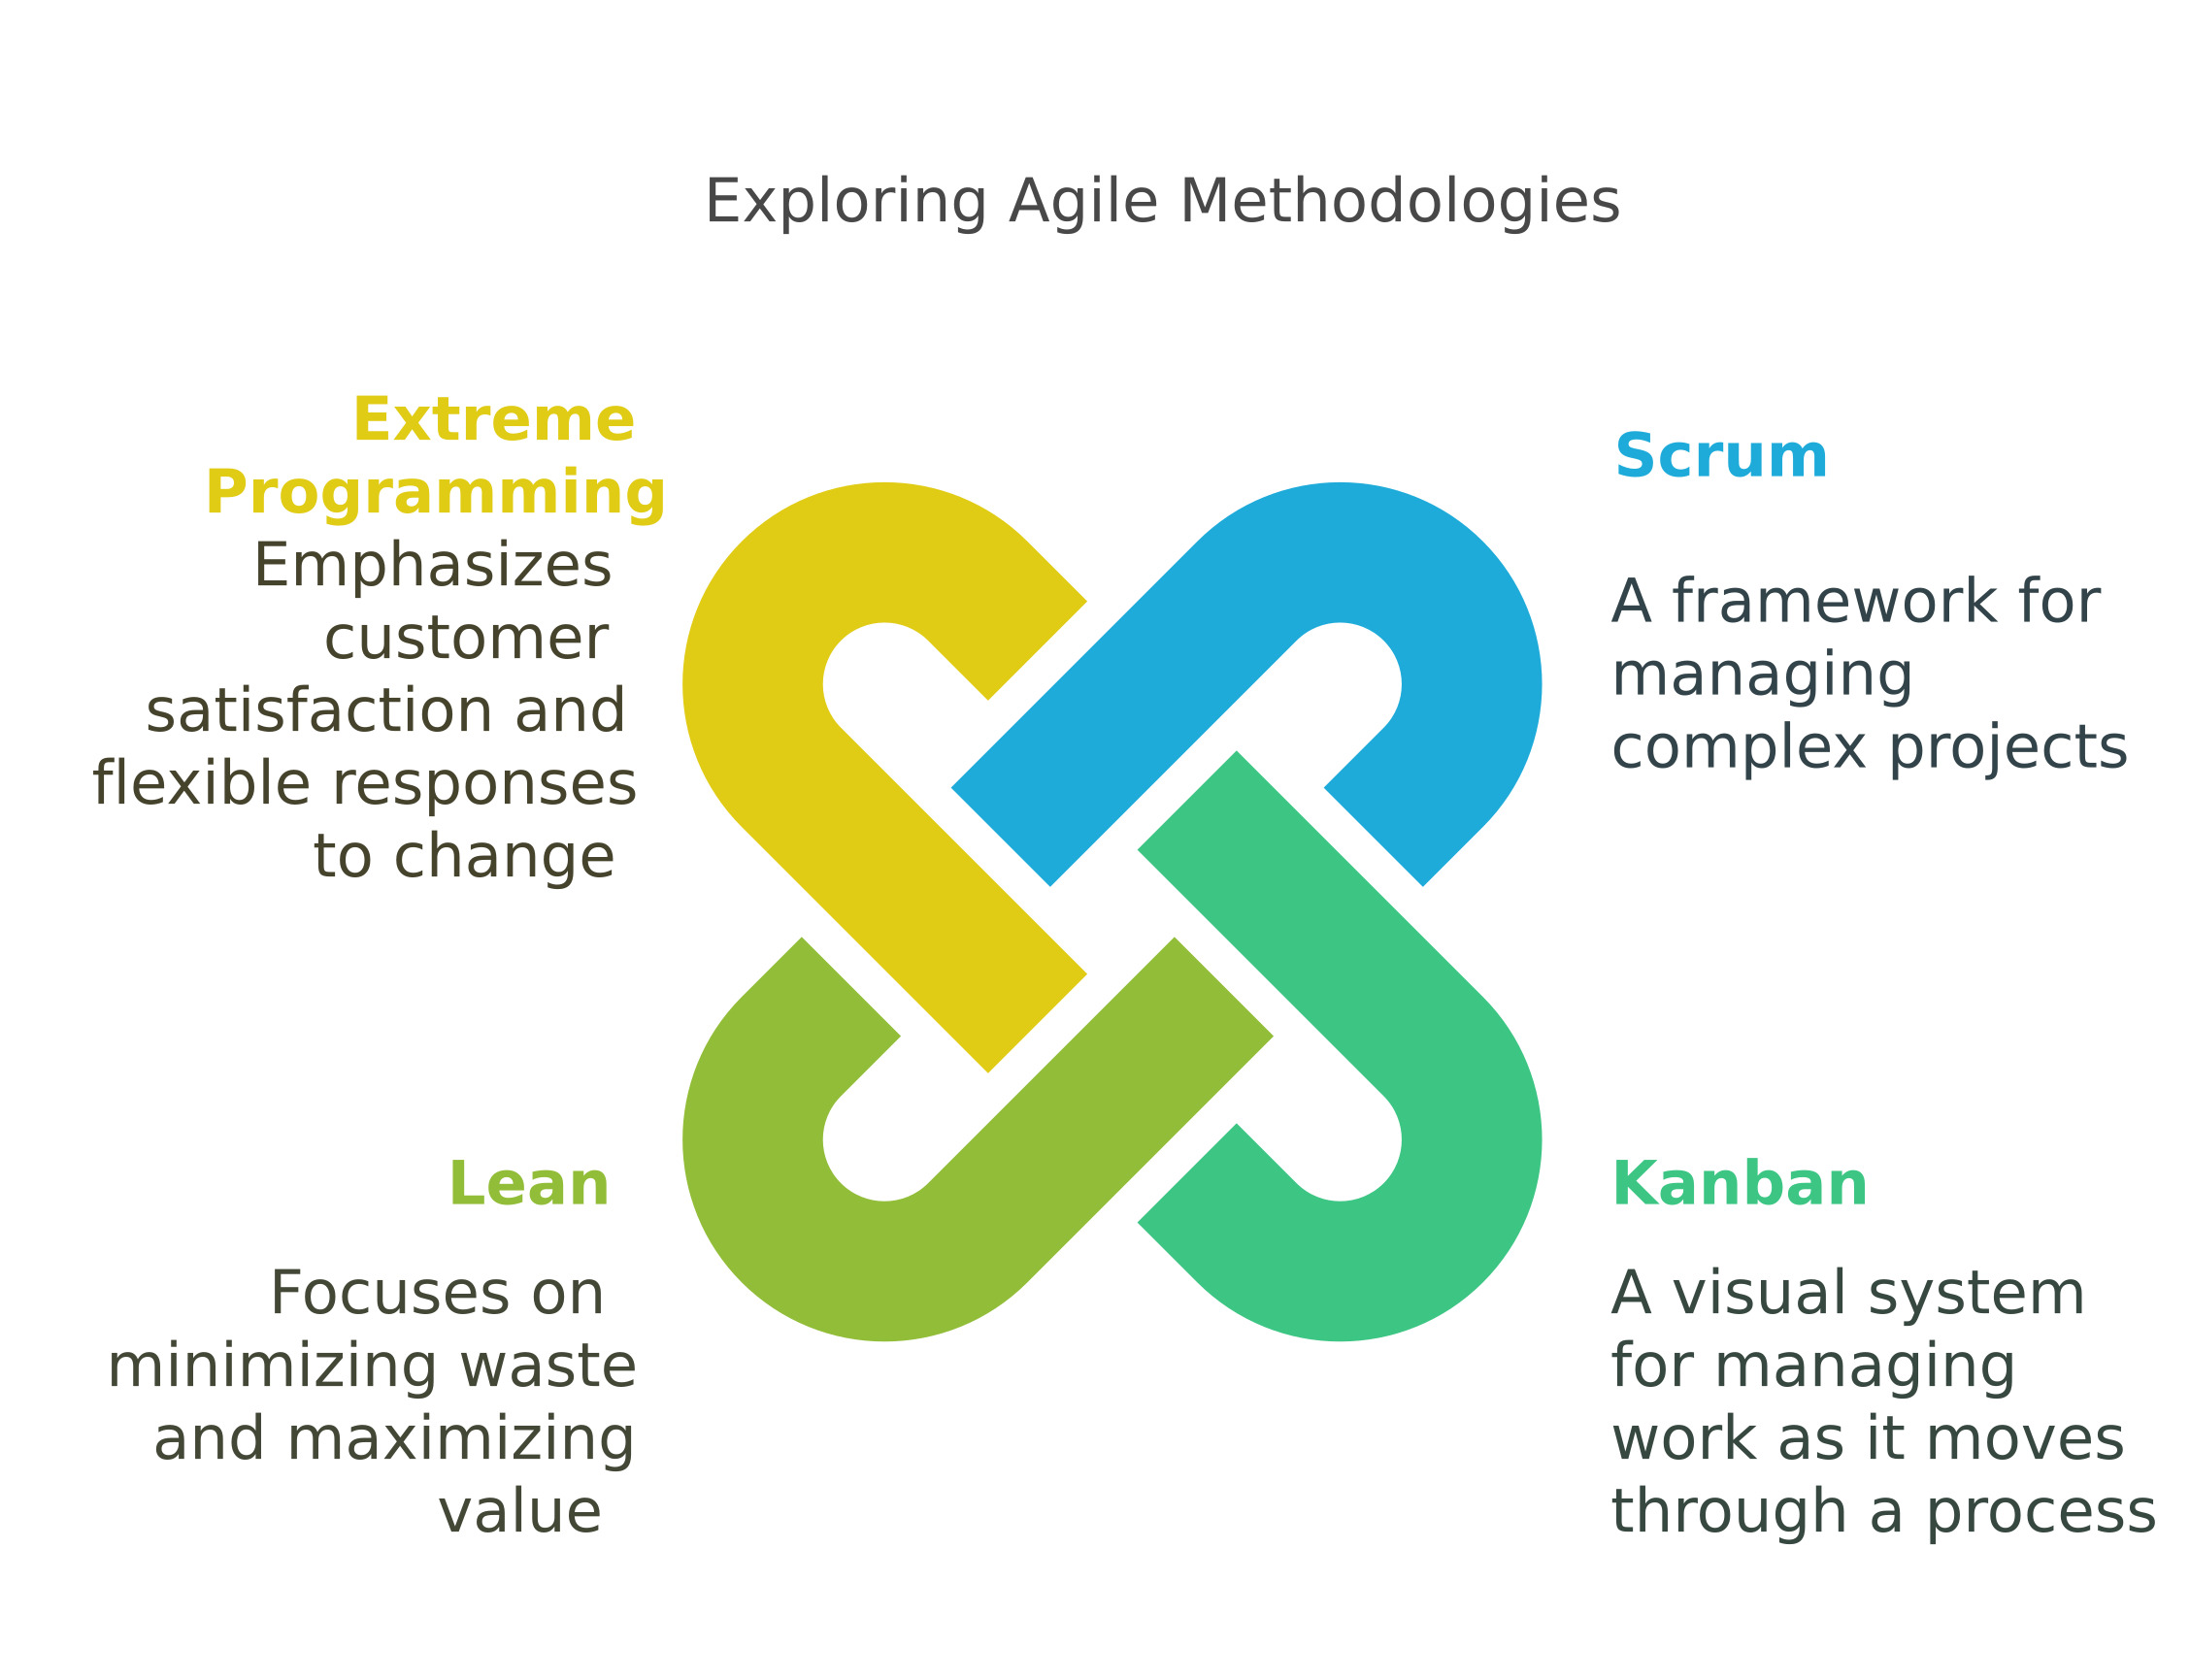 Exploring Agile Methodologies
Extreme
Programming
Emphasizes
customer
satisfaction and
flexible responses
to change
Scrum
A framework for
managing
complex projects
Lean
Focuses on
minimizing waste
and maximizing
value
Kanban
A visual system
for managing
work as it moves
through a process